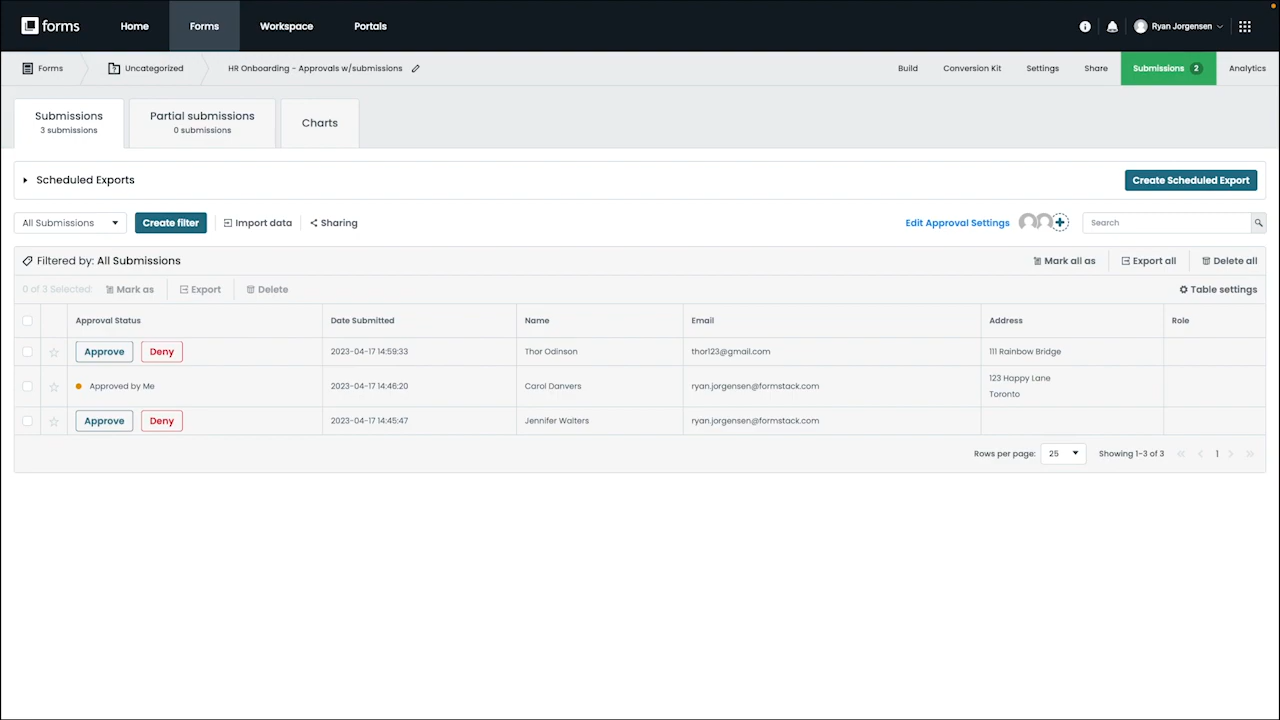 forms Home Forms Workspace Portals Ryan Jorgensen
Forms Uncategorized HR Onboarding - Approvals w/submissions Build Conversion Kit Settings Share Submissions 2 Analytics
Submissions Partial submissions Charts
3 submissions 0 submissions
Scheduled Exports Create Scheduled Export
All Submissions Create filter Import data Sharing Edit Approval Settings Search
Filtered by: All Submissions Mark all as Export all Delete all
0 of 3 Selected: Mark as Export Delete Table settings
Approval Status Date Submitted Name Email Address Role
Approve Deny 2023-04-17 14:59:33 Thor Odinson thor123@gmail.com 111 Rainbow Bridge
Approved by Me 2023-04-17 14:46:20 Carol Danvers ryan.jorgensen@formstack.com 123 Happy Lane
Toronto
Approve Deny 2023-04-17 14:45:47 Jennifer Walters ryan.jorgensen@formstack.com
Rows per page: 25 Showing 1-3 of 3 « < 1 > »